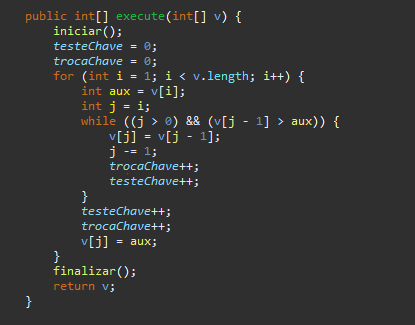 public int[] execute(int[] v) {
iniciar();
testeChave = 0;
trocaChave = 0;
for (int i = 1; i < v.length; i++) {
int aux = v[i];
int j = i;
while ((j > 0) && (v[j - 1] > aux)) {
v[j] = v[j - 1];
j -= 1;
trocaChave++;
testeChave++;
}
testeChave++;
trocaChave++;
v[j] = aux;
}
finalizar();
return v;
}